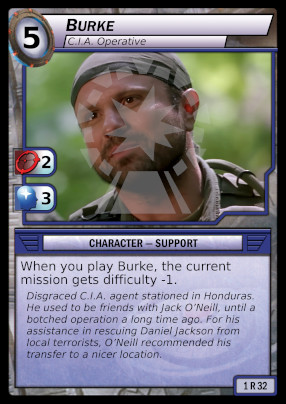 5
BURKE
C.I.A. Operative
2
3
CHARACTER – SUPPORT
When you play Burke, the current
mission gets difficulty -1.
Disgraced C.I.A. agent stationed in Honduras.
He used to be friends with Jack O'Neill, until a
botched operation a long time ago. For his
assistance in rescuing Daniel Jackson from
local terrorists, O'Neill recommended his
transfer to a nicer location.
1 R 32